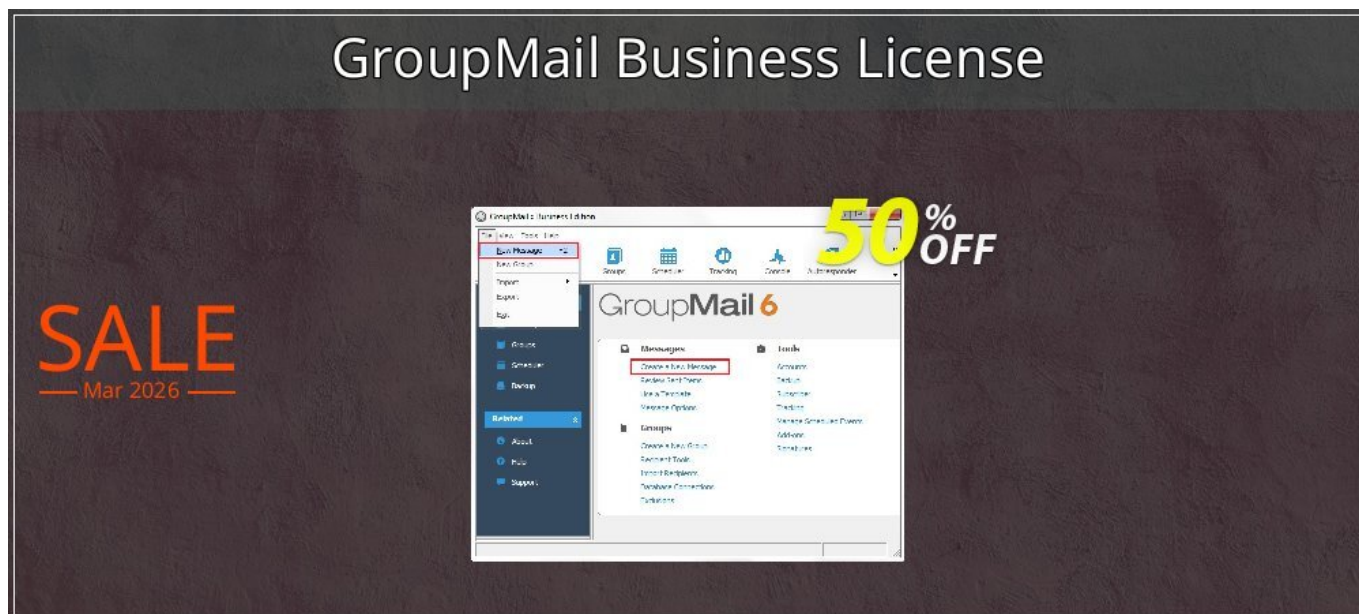 GroupMail Business License
SALE
Mar 2026
50% OFF
GroupMail : Business Edition
File View Tools Help
New Message
New Group
Import
Export
Exit
Groups Scheduler Tracking Console Autoresponder
GroupMail 6
Groups
Scheduler
Backup
Related
About
Help
Support
Messages
Create a New Message
Review Sent Items
Use a Template
Message Options
Groups
Create a New Group
Recipient Tools
Import Recipients
Database Connections
Exclusions
Tools
Accounts
Backup
Subscriber
Tracking
Manage Scheduled Events
Add-ons
Signatures